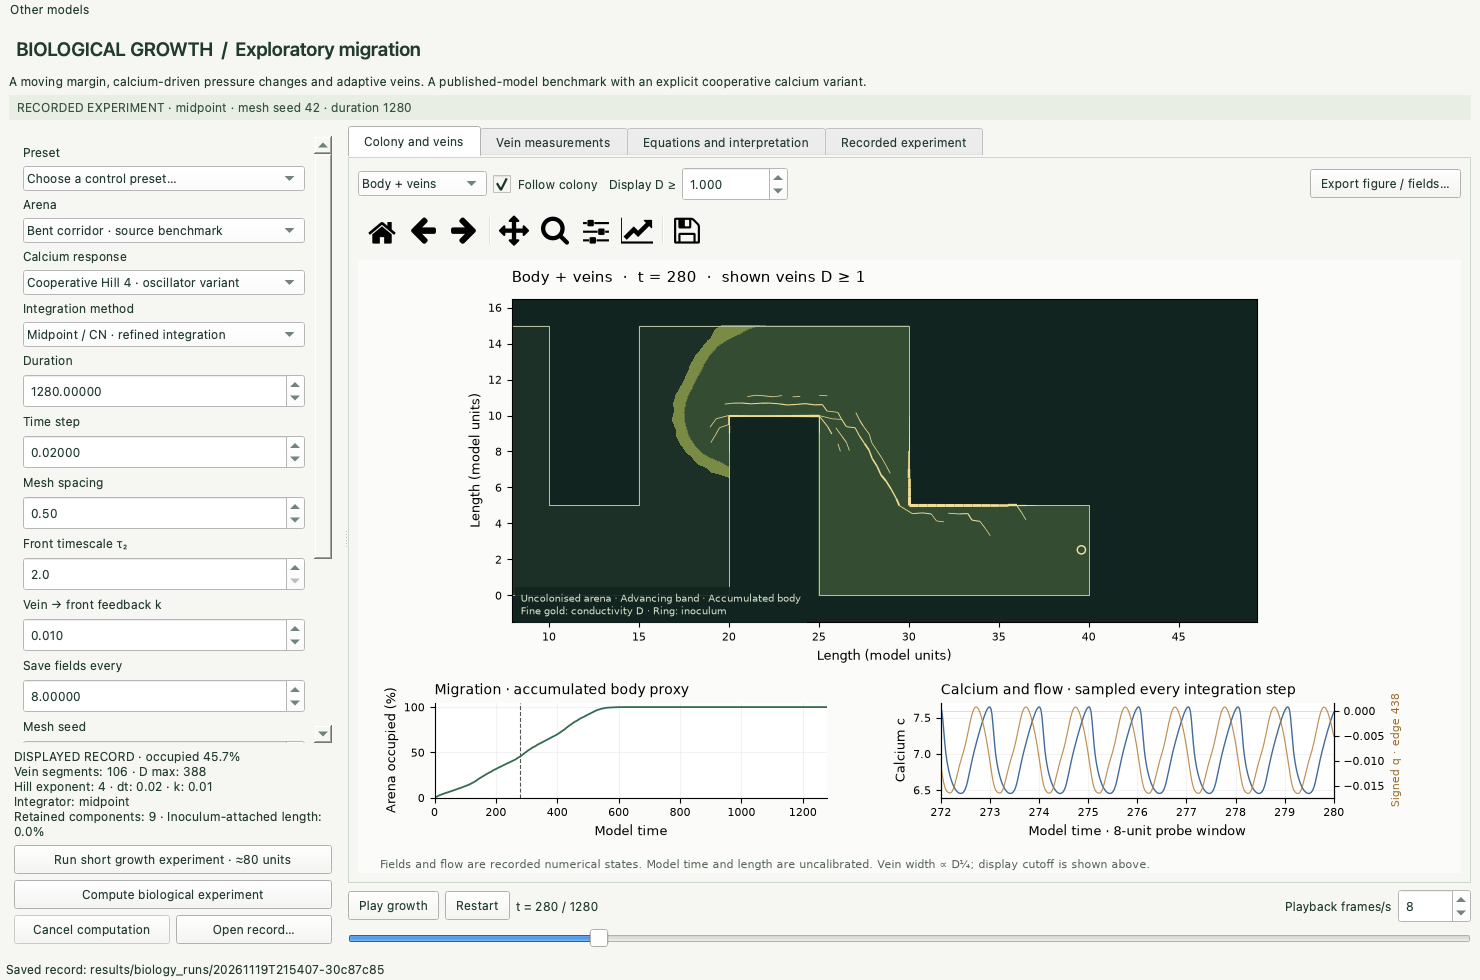 Other models
BIOLOGICAL GROWTH / Exploratory migration
A moving margin, calcium-driven pressure changes and adaptive veins. A published-model benchmark with an explicit cooperative calcium variant.
RECORDED EXPERIMENT · midpoint · mesh seed 42 · duration 1280
Preset
Choose a control preset...
Arena
Bent corridor · source benchmark
Calcium response
Cooperative Hill 4 · oscillator variant
Integration method
Midpoint / CN · refined integration
Duration
1280.00000
Time step
0.02000
Mesh spacing
0.50
Front timescale τ₂
2.0
Vein → front feedback k
0.010
Save fields every
8.00000
Mesh seed
DISPLAYED RECORD · occupied 45.7%
Vein segments: 106 · D max: 388
Hill exponent: 4 · dt: 0.02 · k: 0.01
Integrator: midpoint
Retained components: 9 · Inoculum-attached length:
0.0%
Run short growth experiment · ≈80 units
Compute biological experiment
Cancel computation
Open record...
Colony and veins
Vein measurements
Equations and interpretation
Recorded experiment
Body + veins
Follow colony
Display D ≥
1.000
Export figure / fields...
Body + veins · t = 280 · shown veins D ≥ 1
Length (model units)
16
14
12
10
8
6
4
2
0
Uncolonised arena · Advancing band · Accumulated body
Fine gold: conductivity D · Ring: inoculum
10 15 20 25 30 35 40 45
Length (model units)
Migration · accumulated body proxy
Arena occupied (%)
100
50
0
0 200 400 600 800 1000 1200
Model time
Calcium and flow · sampled every integration step
Calcium c
7.5
7.0
6.5
0.000
−0.005
−0.010
−0.015
Signed q · edge 438
272 273 274 275 276 277 278 279 280
Model time · 8-unit probe window
Fields and flow are recorded numerical states. Model time and length are uncalibrated. Vein width ∝ D¼; display cutoff is shown above.
Play growth
Restart
t = 280 / 1280
Playback frames/s
8
Saved record: results/biology_runs/20261119T215407-30c87c85